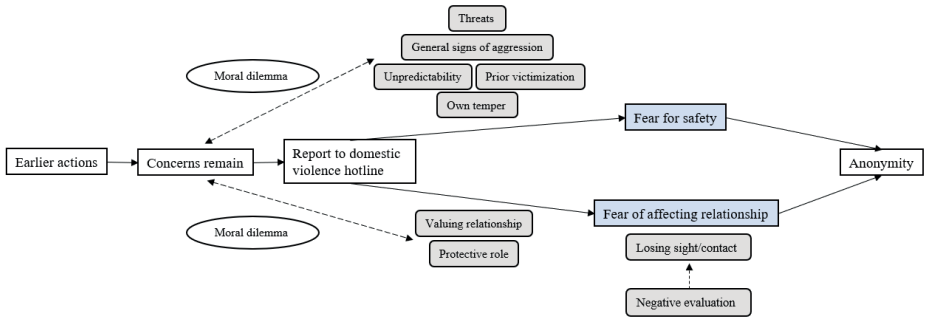 Threats
General signs of aggression
Moral dilemma
Unpredictability
Prior victimization
Own temper
Fear for safety
Earlier actions
Concerns remain
Report to domestic
violence hotline
Anonymity
Fear of affecting relationship
Moral dilemma
Valuing relationship
Protective role
Losing sight/contact
Negative evaluation